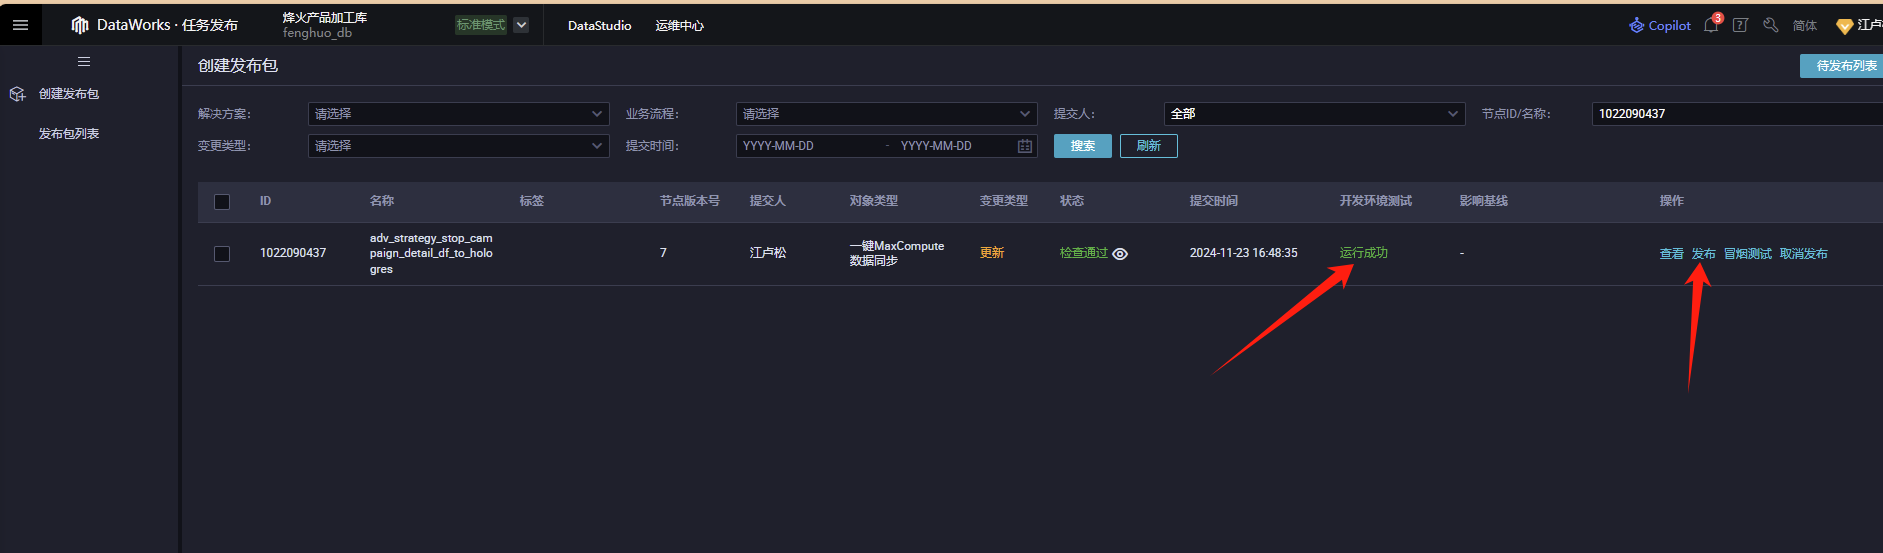 DataWorks · 任务发布
烽火产品加工库
fenghuo_db
标准模式
DataStudio
运维中心
Copilot
3
简体
江卢
创建发布包
发布包列表
创建发布包
待发布列表
解决方案：
请选择
业务流程：
请选择
提交人：
全部
节点ID/名称：
1022090437
变更类型：
请选择
提交时间：
YYYY-MM-DD - YYYY-MM-DD
搜索
刷新
ID 名称 标签 节点版本号 提交人 对象类型 变更类型 状态 提交时间 开发环境测试 影响基线 操作
1022090437
adv_strategy_stop_cam
paign_detail_df_to_holo
gres
7
江卢松
一键MaxCompute
数据同步
更新
检查通过
2024-11-23 16:48:35
运行成功
-
查看 发布 冒烟测试 取消发布